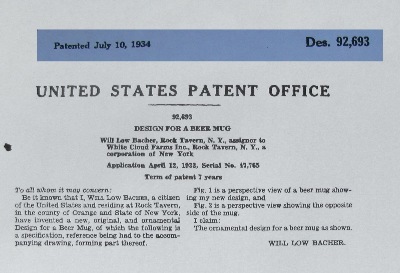 Patented July 10, 1934
Des. 92,693
UNITED STATES PATENT OFFICE
92,693
DESIGN FOR A BEER MUG
Will Low Bacher, Rock Tavern, N. Y., assignor to
White Cloud Farms Inc., Rock Tavern, N. Y., a
corporation of New York
Application April 12, 1933, Serial No. 47,765
Term of patent 7 years
To all whom it may concern:
Be it known that I, WILL LOW BACHER, a citizen
of the United States and residing at Rock Tavern,
in the county of Orange and State of New York,
have invented a new, original, and ornamental
Design for a Beer Mug, of which the following is
a specification, reference being had to the accom-
panying drawing, forming part thereof.
Fig. 1 is a perspective view of a beer mug show-
ing my new design, and
Fig. 2 is a perspective view showing the opposite
side of the mug.
I claim:
The ornamental design for a beer mug as shown.
WILL LOW BACHER.